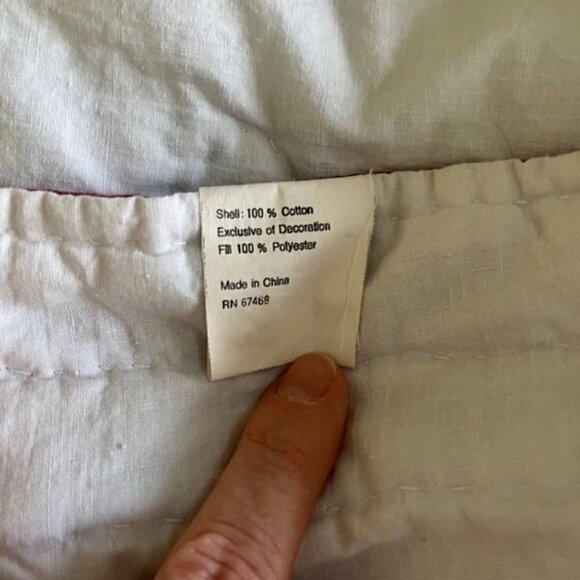 Shell: 100 % Cotton
Exclusive of Decoration
Fill 100 % Polyester
Made in China
RN 67468